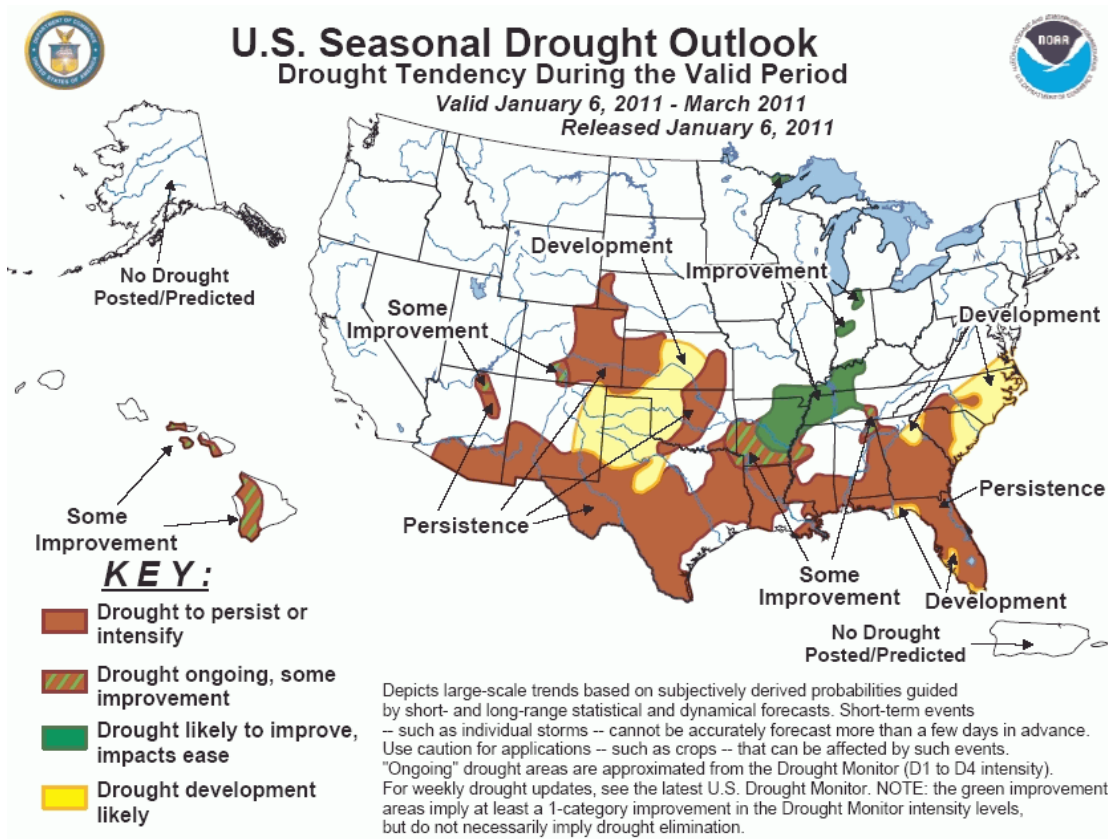 U.S. Seasonal Drought Outlook
Drought Tendency During the Valid Period
Valid January 6, 2011 - March 2011
Released January 6, 2011
NOAA
No Drought
Posted/Predicted
Development
Improvement
Some
Improvement
Development
Persistence
Persistence
Some
Improvement
Some
Improvement
Development
No Drought
Posted/Predicted
KEY:
Drought to persist or
intensify
Drought ongoing, some
improvement
Drought likely to improve,
impacts ease
Drought development
likely
Depicts large-scale trends based on subjectively derived probabilities guided
by short- and long-range statistical and dynamical forecasts. Short-term events
-- such as individual storms -- cannot be accurately forecast more than a few days in advance.
Use caution for applications -- such as crops -- that can be affected by such events.
"Ongoing" drought areas are approximated from the Drought Monitor (D1 to D4 intensity).
For weekly drought updates, see the latest U.S. Drought Monitor. NOTE: the green improvement
areas imply at least a 1-category improvement in the Drought Monitor intensity levels,
but do not necessarily imply drought elimination.